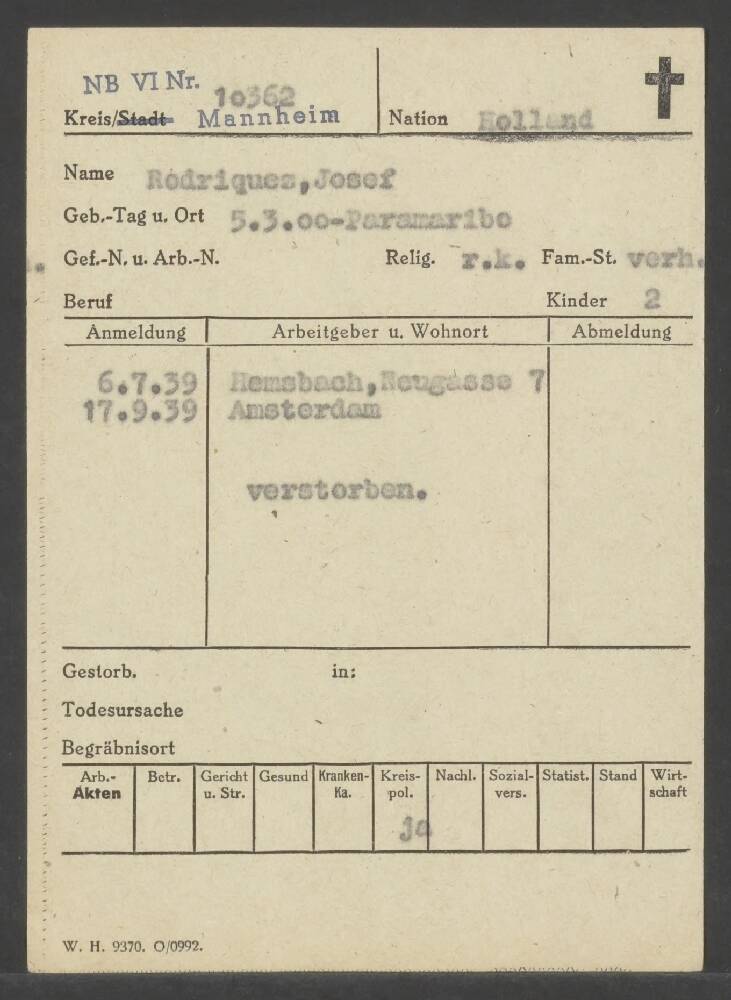 NB VI Nr. 10362
Kreis/Stadt Mannheim
Nation Holland
Name Rodriques,Josef
Geb.-Tag u. Ort 5.3.00-Paramaribo
Gef.-N. u. Arb.-N. Relig. r.k. Fam.-St. verh.
Beruf Kinder 2
Anmeldung Arbeitgeber u. Wohnort Abmeldung
6.7.39 Hemsbach,Neugasse 7
17.9.39 Amsterdam
verstorben.
Gestorb. in:
Todesursache
Begräbnisort
Arb.-Akten Betr. Gericht u. Str. Gesund Kranken-Ka. Kreis-pol. Nachl. Sozial-vers. Statist. Stand Wirt-schaft
ja
W. H. 9370. O/0992.